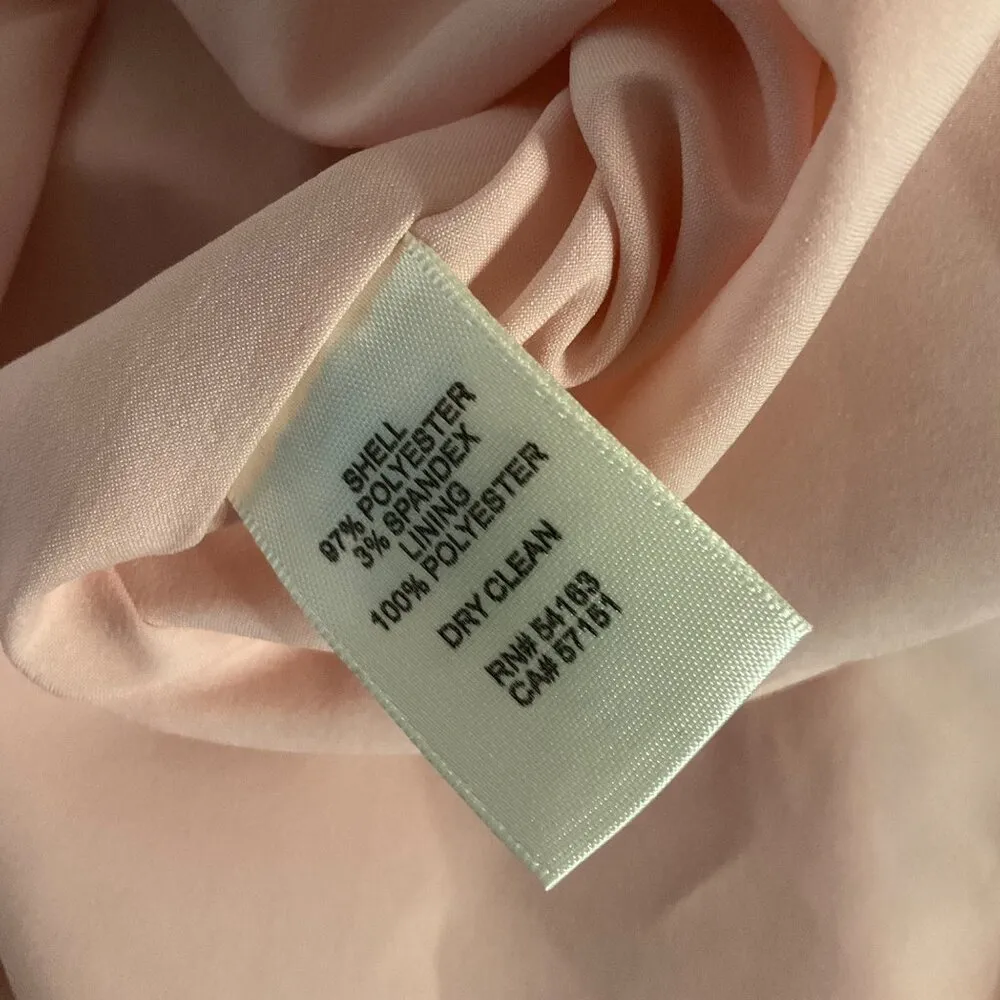 SHELL
97% POLYESTER
3% SPANDEX
LINING
100% POLYESTER
DRY CLEAN
RN# 54163
CA# 57151